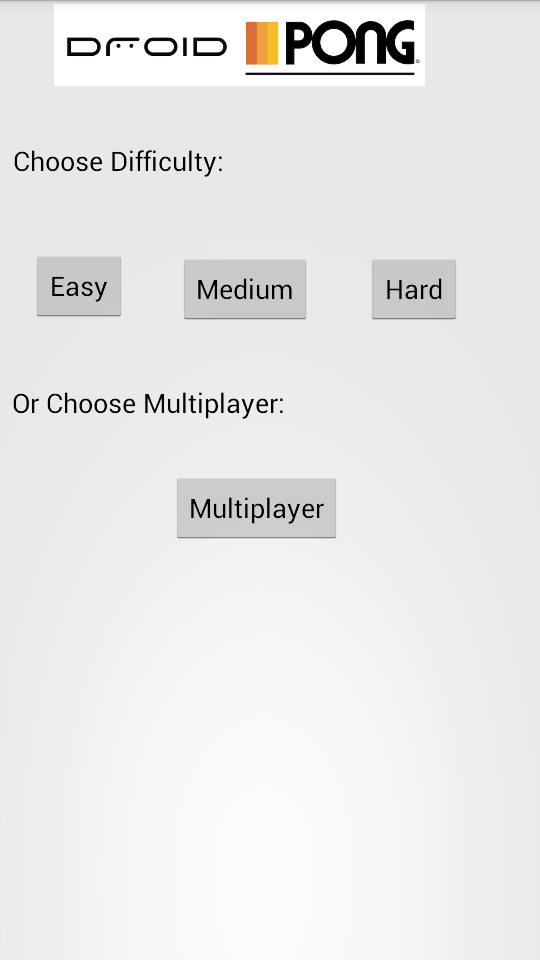 DROID PONG
Choose Difficulty:
Easy Medium Hard
Or Choose Multiplayer:
Multiplayer